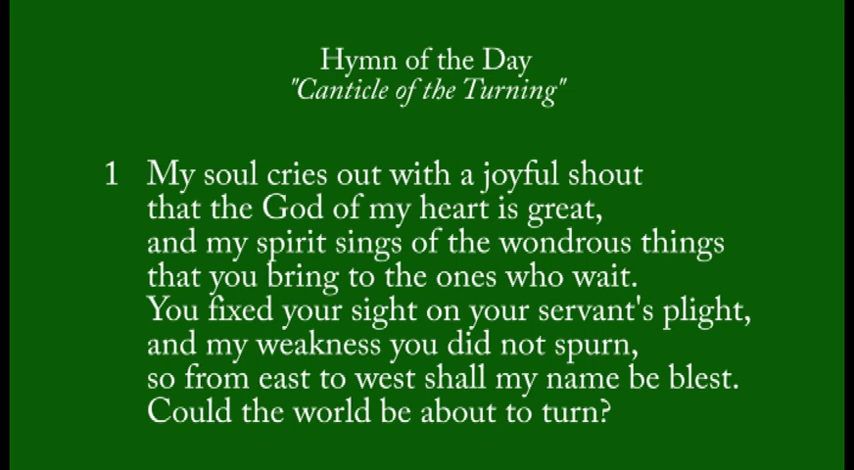 Hymn of the Day
"Canticle of the Turning"
1 My soul cries out with a joyful shout
that the God of my heart is great,
and my spirit sings of the wondrous things
that you bring to the ones who wait.
You fixed your sight on your servant's plight,
and my weakness you did not spurn,
so from east to west shall my name be blest.
Could the world be about to turn?